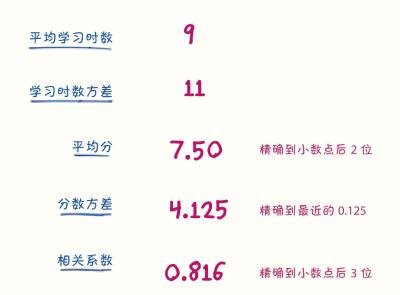 平均学习时数 9
学习时数方差 11
平均分 7.50 精确到小数点后 2 位
分数方差 4.125 精确到最近的 0.125
相关系数 0.816 精确到小数点后 3 位